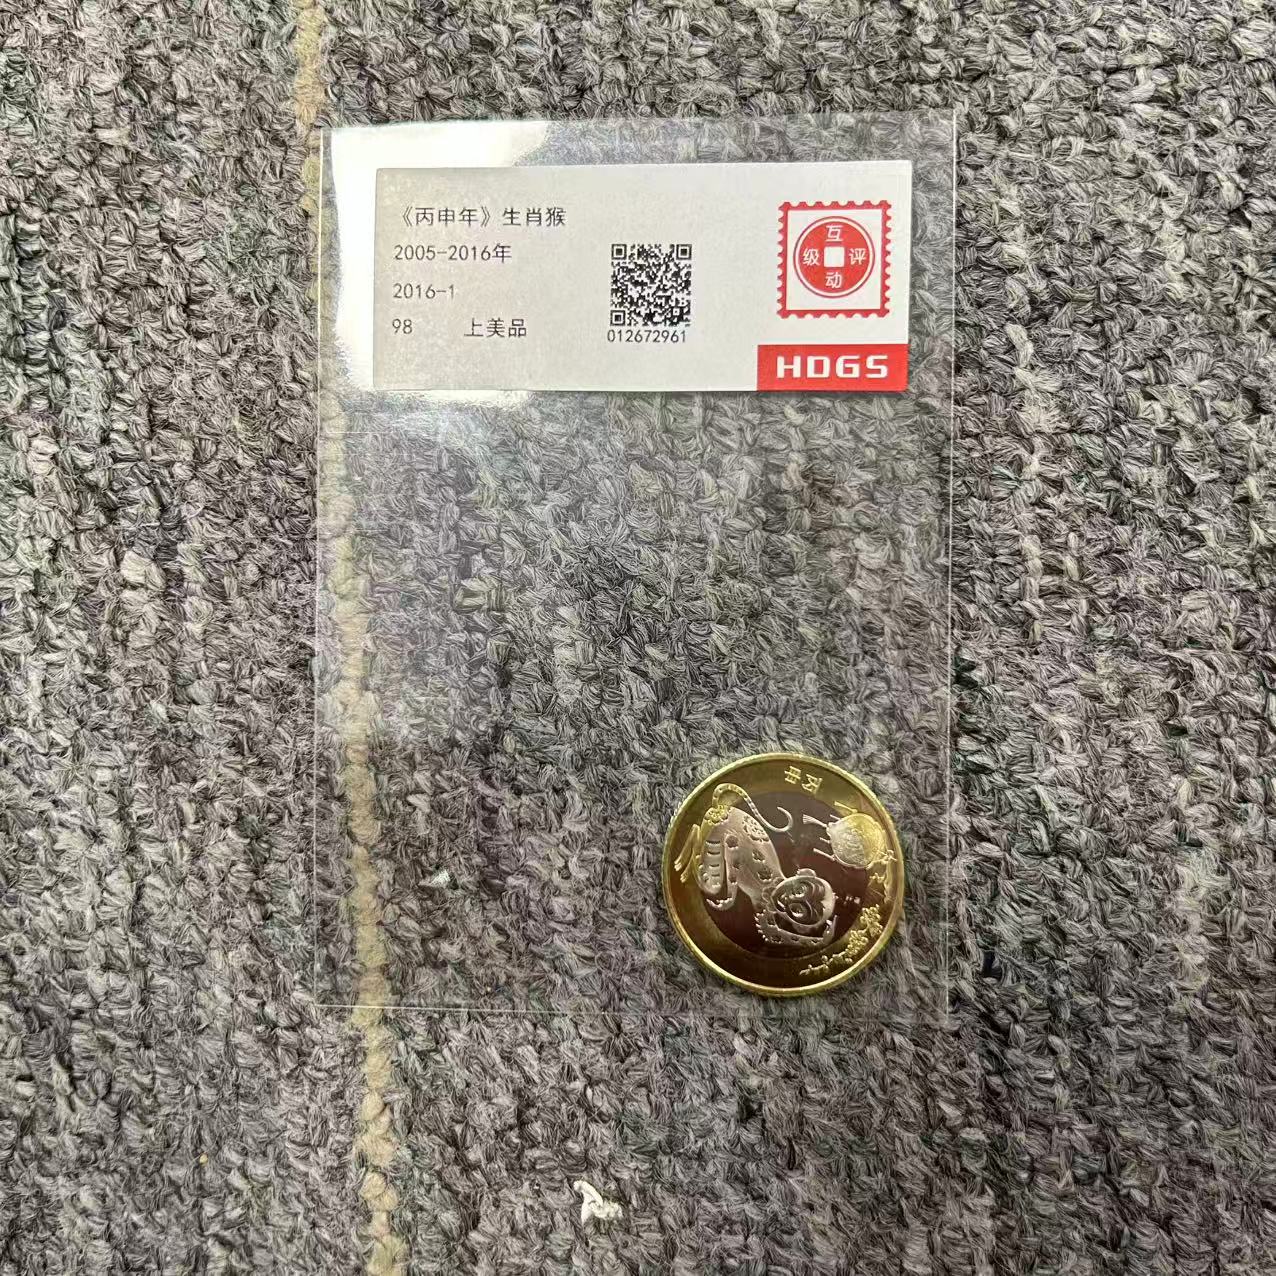 《丙申年》生肖猴
2005-2016年
2016-1
98 上美品
012672961
互
级 评
动
HDGS